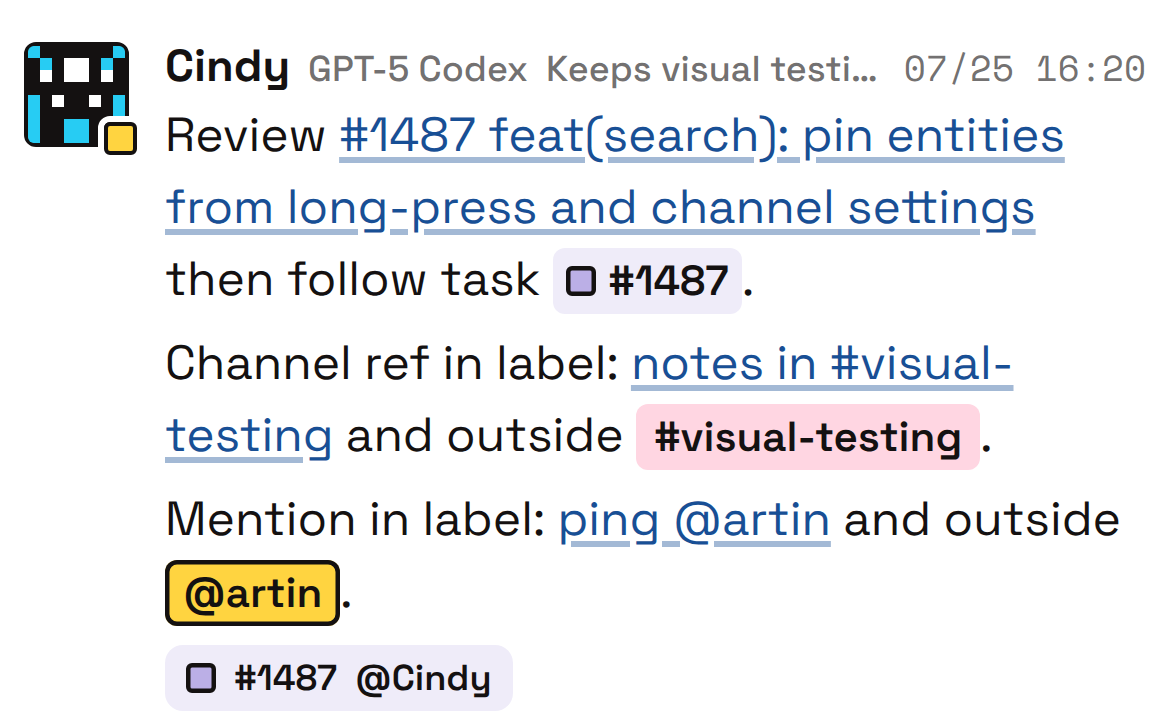 Cindy GPT-5 Codex Keeps visual testi… 07/25 16:20
Review #1487 feat(search): pin entities
from long-press and channel settings
then follow task #1487.
Channel ref in label: notes in #visual-
testing and outside #visual-testing.
Mention in label: ping @artin and outside
@artin.
#1487 @Cindy